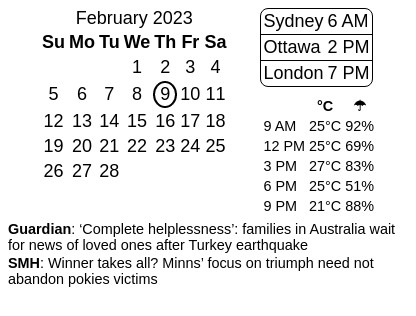 February 2023
Su Mo Tu We Th Fr Sa
1 2 3 4
5 6 7 8 9 10 11
12 13 14 15 16 17 18
19 20 21 22 23 24 25
26 27 28
Sydney 6 AM
Ottawa 2 PM
London 7 PM
°C ☂
9 AM 25°C 92%
12 PM 25°C 69%
3 PM 27°C 83%
6 PM 25°C 51%
9 PM 21°C 88%
Guardian: ‘Complete helplessness’: families in Australia wait
for news of loved ones after Turkey earthquake
SMH: Winner takes all? Minns’ focus on triumph need not
abandon pokies victims